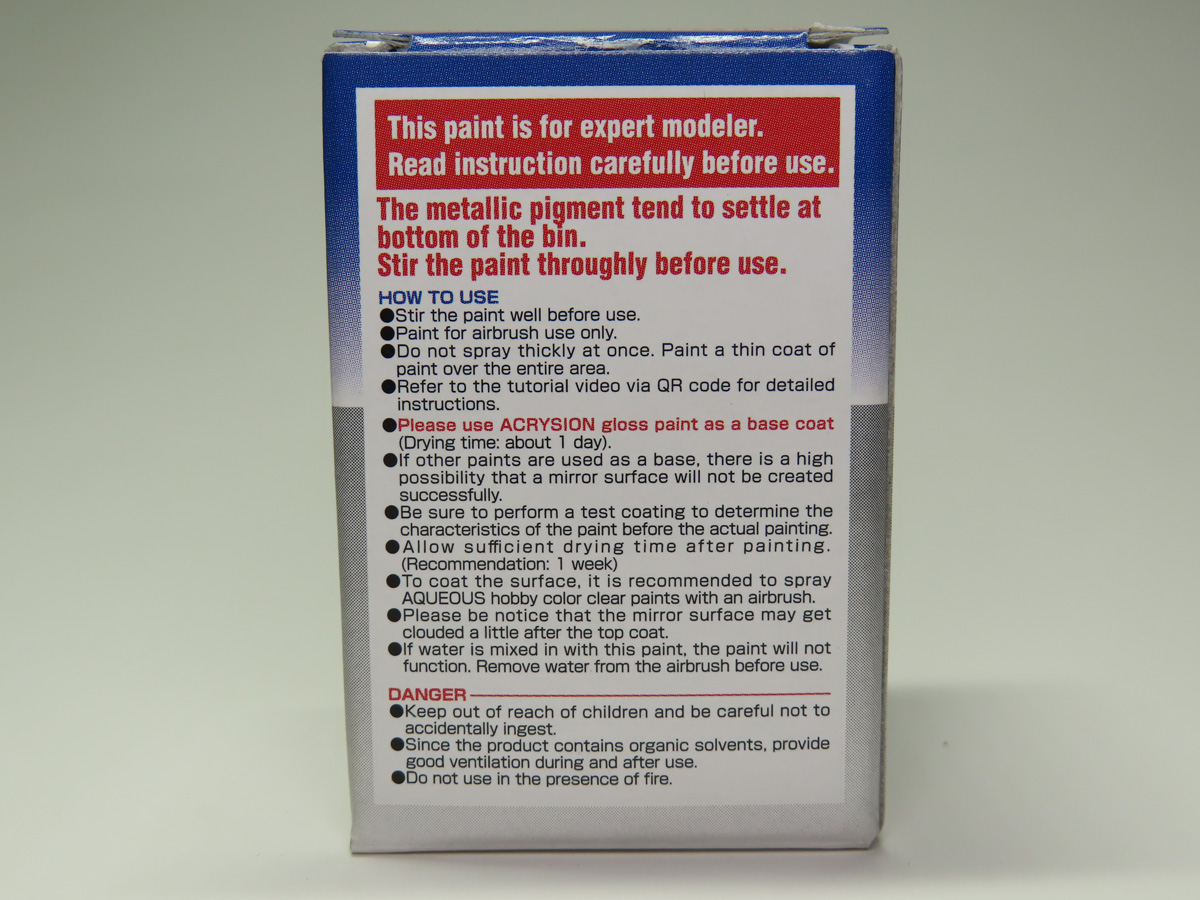 This paint is for expert modeler.
Read instruction carefully before use.
The metallic pigment tend to settle at
bottom of the bin.
Stir the paint throughly before use.
HOW TO USE
●Stir the paint well before use.
●Paint for airbrush use only.
●Do not spray thickly at once. Paint a thin coat of
paint over the entire area.
●Refer to the tutorial video via QR code for detailed
instructions.
●Please use ACRYSION gloss paint as a base coat
(Drying time: about 1 day).
●If other paints are used as a base, there is a high
possibility that a mirror surface will not be created
successfully.
●Be sure to perform a test coating to determine the
characteristics of the paint before the actual painting.
●Allow sufficient drying time after painting.
(Recommendation: 1 week)
●To coat the surface, it is recommended to spray
AQUEOUS hobby color clear paints with an airbrush.
●Please be notice that the mirror surface may get
clouded a little after the top coat.
●If water is mixed in with this paint, the paint will not
function. Remove water from the airbrush before use.
DANGER
●Keep out of reach of children and be careful not to
accidentally ingest.
●Since the product contains organic solvents, provide
good ventilation during and after use.
●Do not use in the presence of fire.